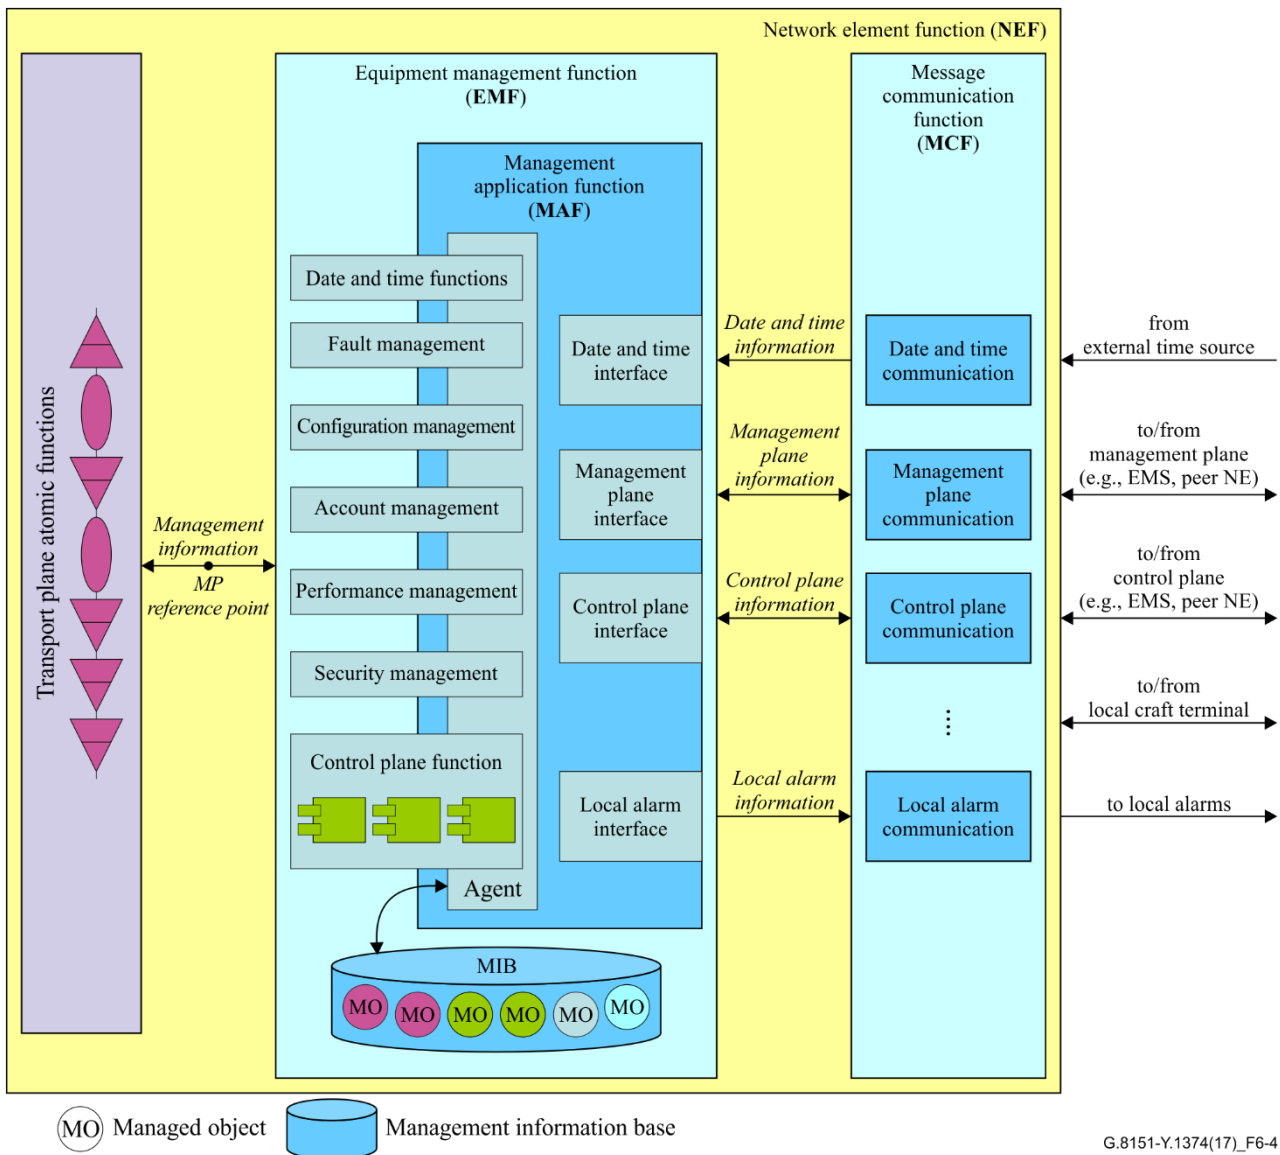 Network element function (NEF)
Transport plane atomic functions
Management
information
MP
reference point
Equipment management function
(EMF)
Management
application function
(MAF)
Date and time functions
Fault management
Configuration management
Account management
Performance management
Security management
Control plane function
Agent
Date and time
interface
Management
plane
interface
Control plane
interface
Local alarm
interface
MIB
MO
MO
MO
MO
MO
MO
Date and time
information
Management
plane
information
Control plane
information
Local alarm
information
Message
communication
function
(MCF)
Date and time
communication
Management
plane
communication
Control plane
communication
Local alarm
communication
from
external time source
to/from
management plane
(e.g., EMS, peer NE)
to/from
control plane
(e.g., EMS, peer NE)
to/from
local craft terminal
to local alarms
MO Managed object
Management information base
G.8151-Y.1374(17)_F6-4